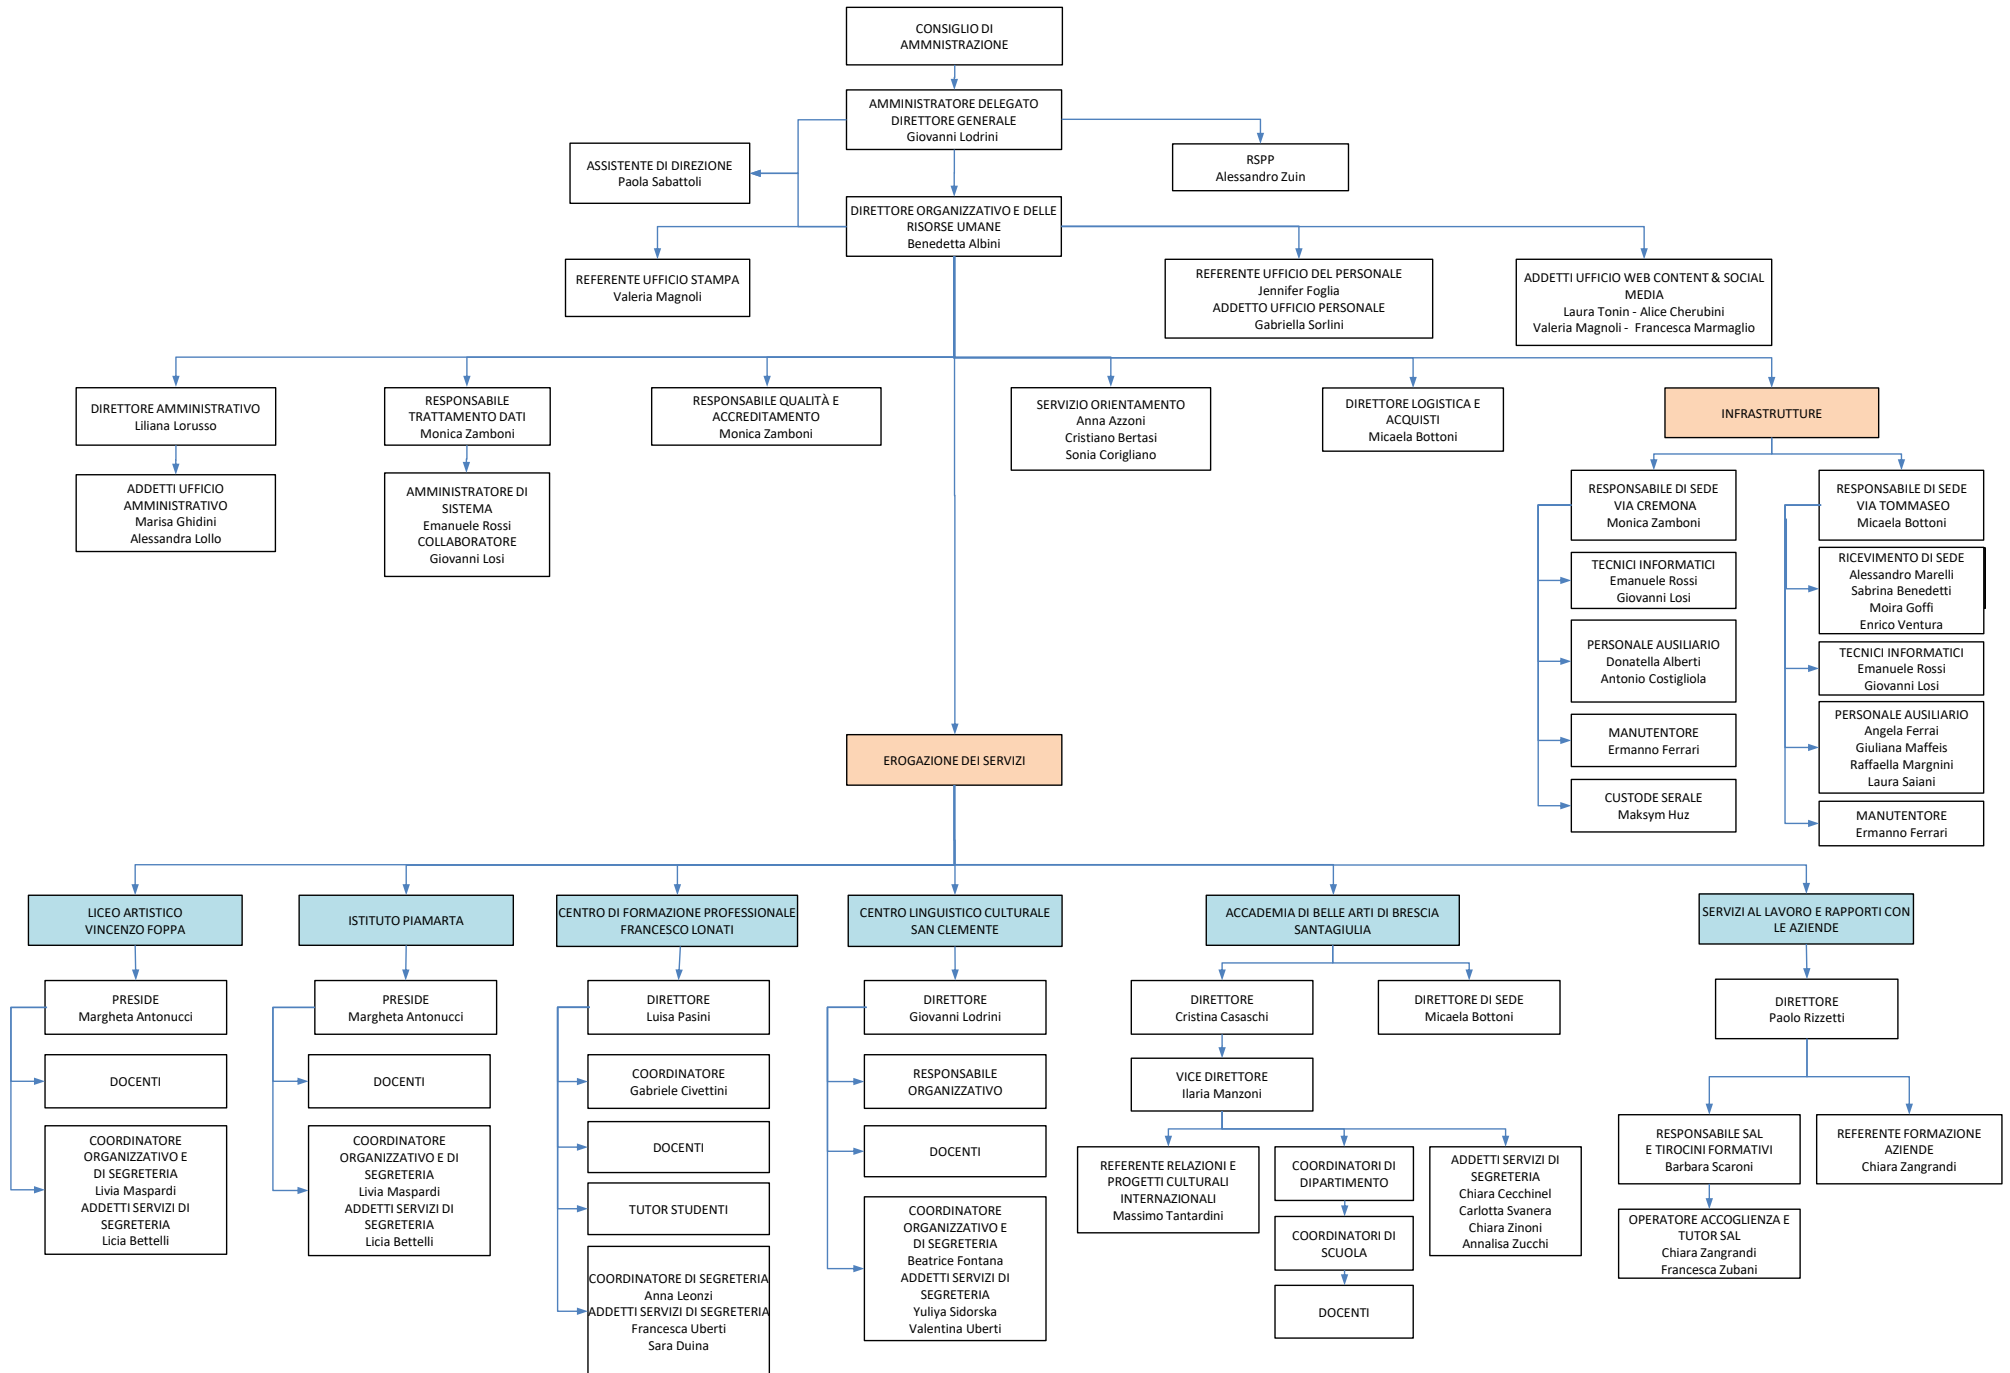 CONSIGLIO DI
AMMNISTRAZIONE
AMMINISTRATORE DELEGATO
DIRETTORE GENERALE
Giovanni Lodrini
ASSISTENTE DI DIREZIONE
Paola Sabattoli
RSPP
Alessandro Zuin
DIRETTORE ORGANIZZATIVO E DELLE
RISORSE UMANE
Benedetta Albini
REFERENTE UFFICIO STAMPA
Valeria Magnoli
REFERENTE UFFICIO DEL PERSONALE
Jennifer Foglia
ADDETTO UFFICIO PERSONALE
Gabriella Sorlini
ADDETTI UFFICIO WEB CONTENT & SOCIAL
MEDIA
Laura Tonin - Alice Cherubini
Valeria Magnoli - Francesca Marmaglio
DIRETTORE AMMINISTRATIVO
Liliana Lorusso
RESPONSABILE
TRATTAMENTO DATI
Monica Zamboni
RESPONSABILE QUALITÀ E
ACCREDITAMENTO
Monica Zamboni
SERVIZIO ORIENTAMENTO
Anna Azzoni
Cristiano Bertasi
Sonia Corigliano
DIRETTORE LOGISTICA E
ACQUISTI
Micaela Bottoni
INFRASTRUTTURE
ADDETTI UFFICIO
AMMINISTRATIVO
Marisa Ghidini
Alessandra Lollo
AMMINISTRATORE DI
SISTEMA
Emanuele Rossi
COLLABORATORE
Giovanni Losi
RESPONSABILE DI SEDE
VIA CREMONA
Monica Zamboni
TECNICI INFORMATICI
Emanuele Rossi
Giovanni Losi
PERSONALE AUSILIARIO
Donatella Alberti
Antonio Costigliola
MANUTENTORE
Ermanno Ferrari
CUSTODE SERALE
Maksym Huz
RESPONSABILE DI SEDE
VIA TOMMASEO
Micaela Bottoni
RICEVIMENTO DI SEDE
Alessandro Marelli
Sabrina Benedetti
Moira Goffi
Enrico Ventura
TECNICI INFORMATICI
Emanuele Rossi
Giovanni Losi
PERSONALE AUSILIARIO
Angela Ferrai
Giuliana Maffeis
Raffaella Margnini
Laura Saiani
MANUTENTORE
Ermanno Ferrari
EROGAZIONE DEI SERVIZI
LICEO ARTISTICO
VINCENZO FOPPA
PRESIDE
Margheta Antonucci
DOCENTI
COORDINATORE
ORGANIZZATIVO E
DI SEGRETERIA
Livia Maspardi
ADDETTI SERVIZI DI
SEGRETERIA
Licia Bettelli
ISTITUTO PIAMARTA
PRESIDE
Margheta Antonucci
DOCENTI
COORDINATORE
ORGANIZZATIVO E DI
SEGRETERIA
Livia Maspardi
ADDETTI SERVIZI DI
SEGRETERIA
Licia Bettelli
CENTRO DI FORMAZIONE PROFESSIONALE
FRANCESCO LONATI
DIRETTORE
Luisa Pasini
COORDINATORE
Gabriele Civettini
DOCENTI
TUTOR STUDENTI
COORDINATORE DI SEGRETERIA
Anna Leonzi
ADDETTI SERVIZI DI SEGRETERIA
Francesca Uberti
Sara Duina
CENTRO LINGUISTICO CULTURALE
SAN CLEMENTE
DIRETTORE
Giovanni Lodrini
RESPONSABILE
ORGANIZZATIVO
DOCENTI
COORDINATORE
ORGANIZZATIVO E
DI SEGRETERIA
Beatrice Fontana
ADDETTI SERVIZI DI
SEGRETERIA
Yuliya Sidorska
Valentina Uberti
ACCADEMIA DI BELLE ARTI DI BRESCIA
SANTAGIULIA
DIRETTORE
Cristina Casaschi
DIRETTORE DI SEDE
Micaela Bottoni
VICE DIRETTORE
Ilaria Manzoni
REFERENTE RELAZIONI E
PROGETTI CULTURALI
INTERNAZIONALI
Massimo Tantardini
COORDINATORI DI
DIPARTIMENTO
COORDINATORI DI
SCUOLA
DOCENTI
ADDETTI SERVIZI DI
SEGRETERIA
Chiara Cecchinel
Carlotta Svanera
Chiara Zinoni
Annalisa Zucchi
SERVIZI AL LAVORO E RAPPORTI CON
LE AZIENDE
DIRETTORE
Paolo Rizzetti
RESPONSABILE SAL
E TIROCINI FORMATIVI
Barbara Scaroni
REFERENTE FORMAZIONE
AZIENDE
Chiara Zangrandi
OPERATORE ACCOGLIENZA E
TUTOR SAL
Chiara Zangrandi
Francesca Zubani